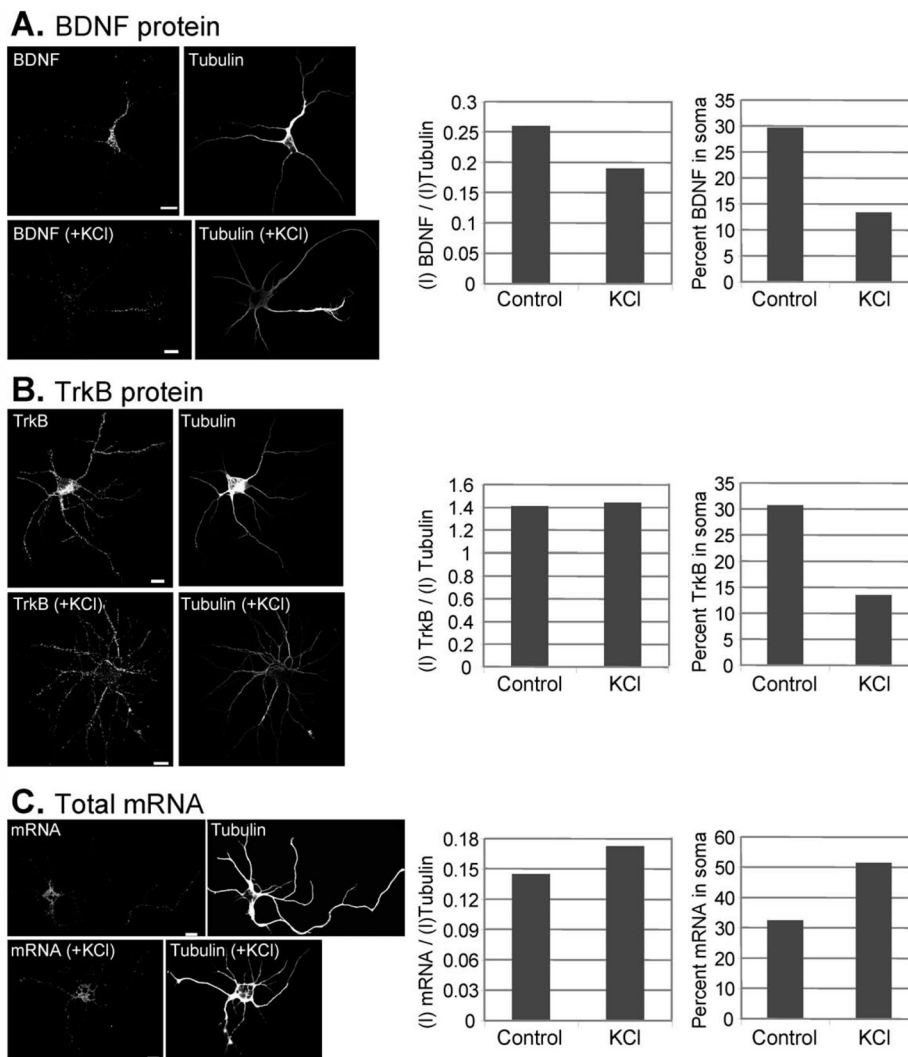 A. BDNF protein
BDNF
Tubulin
BDNF (+KCl)
Tubulin (+KCl)
(I) BDNF / (I)Tubulin
0.3
0.25
0.2
0.15
0.1
0.05
0
Control
KCl
Percent BDNF in soma
35
30
25
20
15
10
5
0
Control
KCl
B. TrkB protein
TrkB
Tubulin
TrkB (+KCl)
Tubulin (+KCl)
(I) TrkB / (I) Tubulin
1.6
1.4
1.2
1
0.8
0.6
0.4
0.2
0
Control
KCl
Percent TrkB in soma
35
30
25
20
15
10
5
0
Control
KCl
C. Total mRNA
mRNA
Tubulin
mRNA (+KCl)
Tubulin (+KCl)
(I) mRNA / (I)Tubulin
0.18
0.15
0.12
0.09
0.06
0.03
0
Control
KCl
Percent mRNA in soma
60
50
40
30
20
10
0
Control
KCl